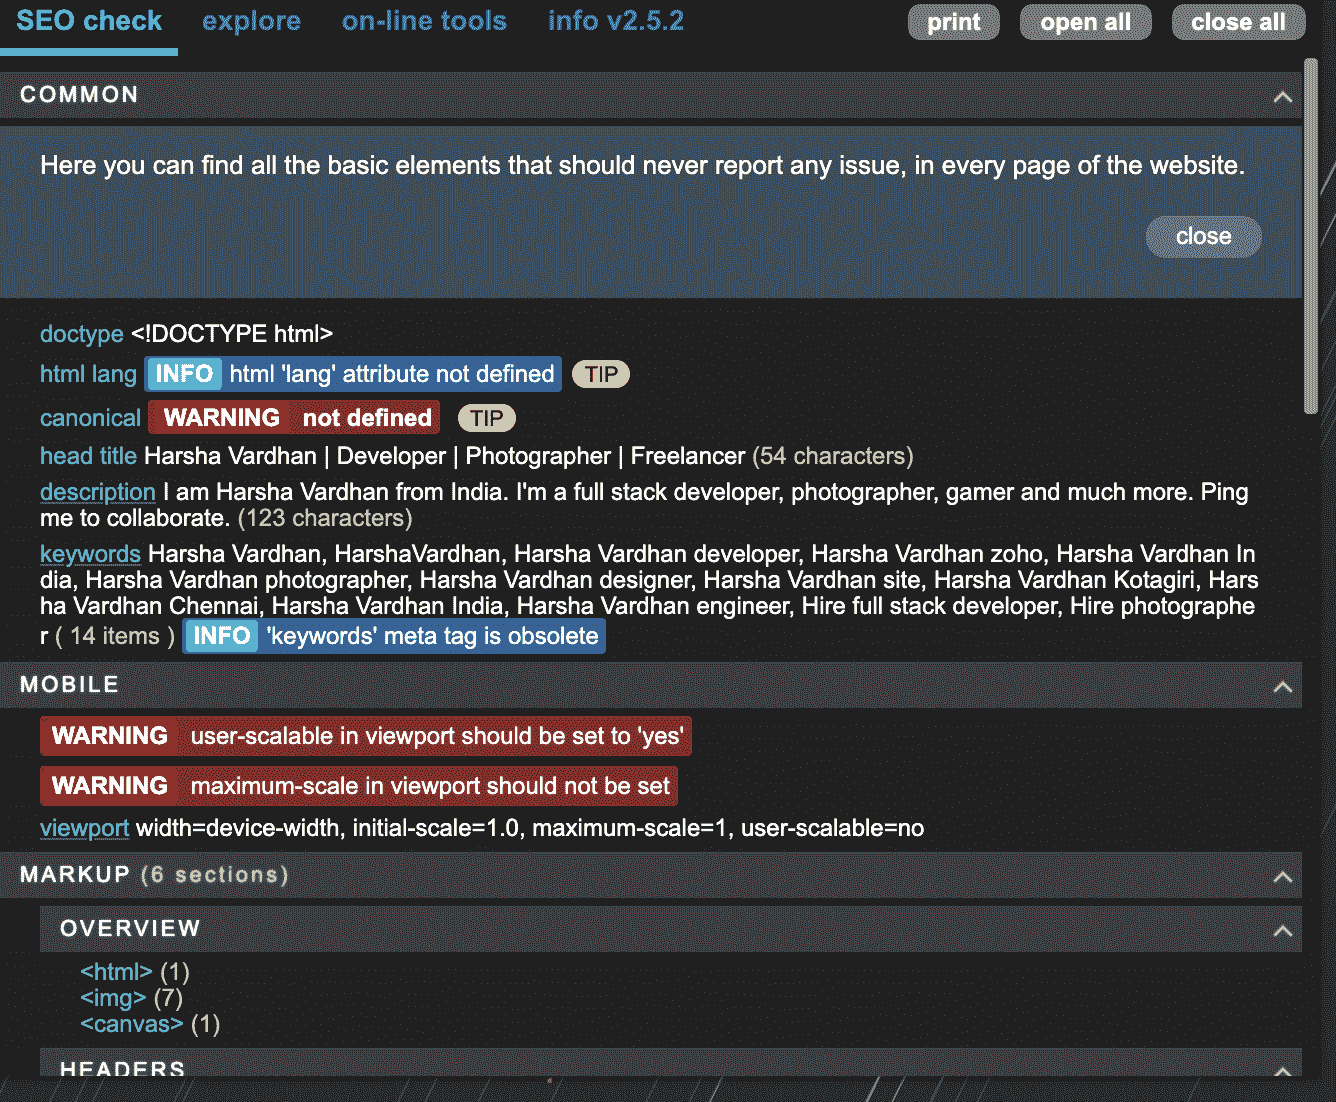 SEO check explore on-line tools info v2.5.2 print open all close all
COMMON
Here you can find all the basic elements that should never report any issue, in every page of the website.
close
doctype <!DOCTYPE html>
html lang INFO html 'lang' attribute not defined TIP
canonical WARNING not defined TIP
head title Harsha Vardhan | Developer | Photographer | Freelancer (54 characters)
description I am Harsha Vardhan from India. I'm a full stack developer, photographer, gamer and much more. Ping
me to collaborate. (123 characters)
keywords Harsha Vardhan, HarshaVardhan, Harsha Vardhan developer, Harsha Vardhan zoho, Harsha Vardhan In
dia, Harsha Vardhan photographer, Harsha Vardhan designer, Harsha Vardhan site, Harsha Vardhan Kotagiri, Hars
ha Vardhan Chennai, Harsha Vardhan India, Harsha Vardhan engineer, Hire full stack developer, Hire photographe
r ( 14 items ) INFO 'keywords' meta tag is obsolete
MOBILE
WARNING user-scalable in viewport should be set to 'yes'
WARNING maximum-scale in viewport should not be set
viewport width=device-width, initial-scale=1.0, maximum-scale=1, user-scalable=no
MARKUP (6 sections)
OVERVIEW
<html> (1)
<img> (7)
<canvas> (1)
HEADERS